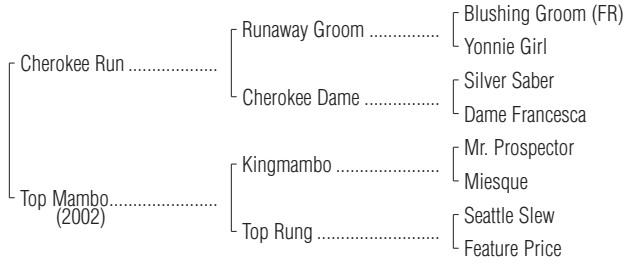 Blushing Groom (FR)
Runaway Groom ................
Yonnie Girl
Cherokee Run ....................
Silver Saber
Cherokee Dame .................
Dame Francesca
Mr. Prospector
Kingmambo .......................
Miesque
Top Mambo........................
(2002)
Seattle Slew
Top Rung ...........................
Feature Price